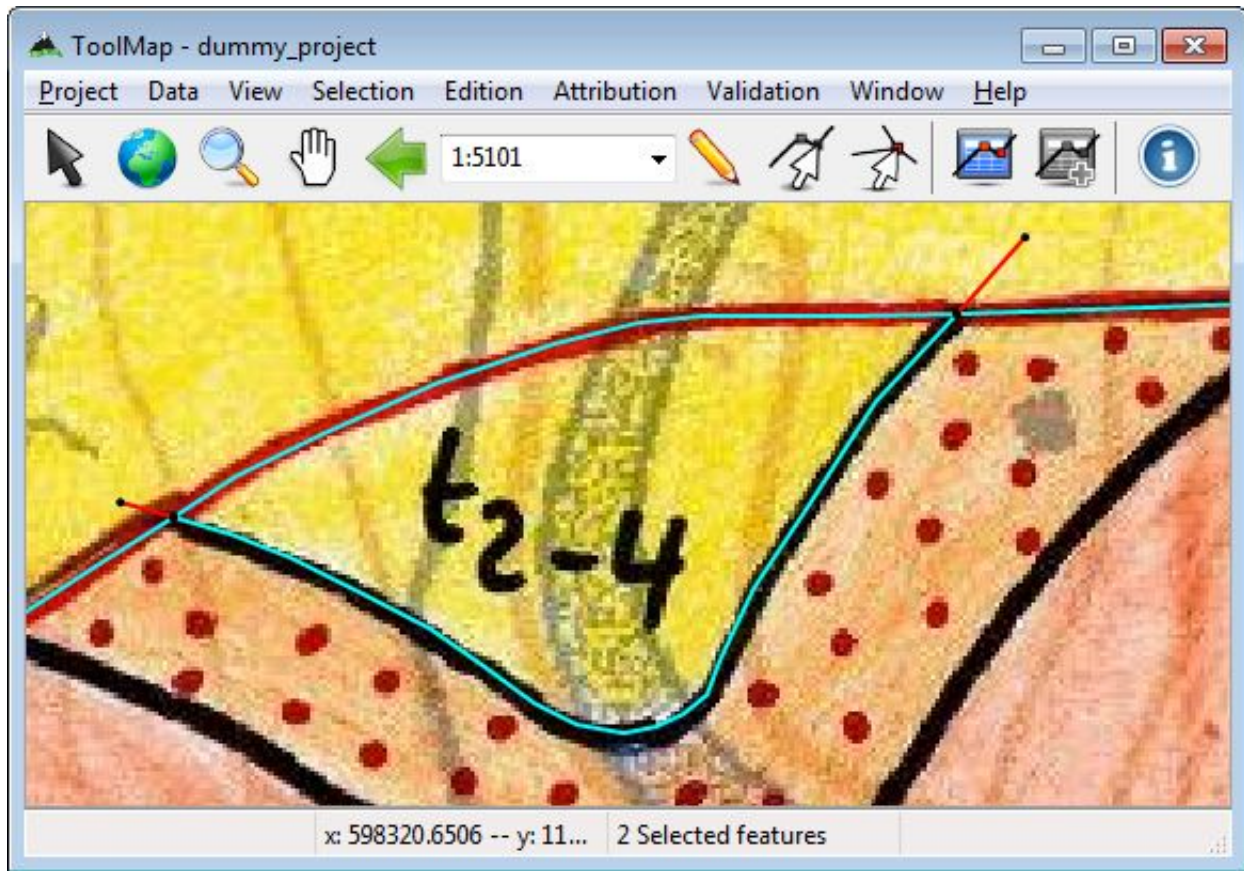 ToolMap - dummy_project
Project Data View Selection Edition Attribution Validation Window Help
1:5101
t2-4
x: 598320.6506 -- y: 11... 2 Selected features